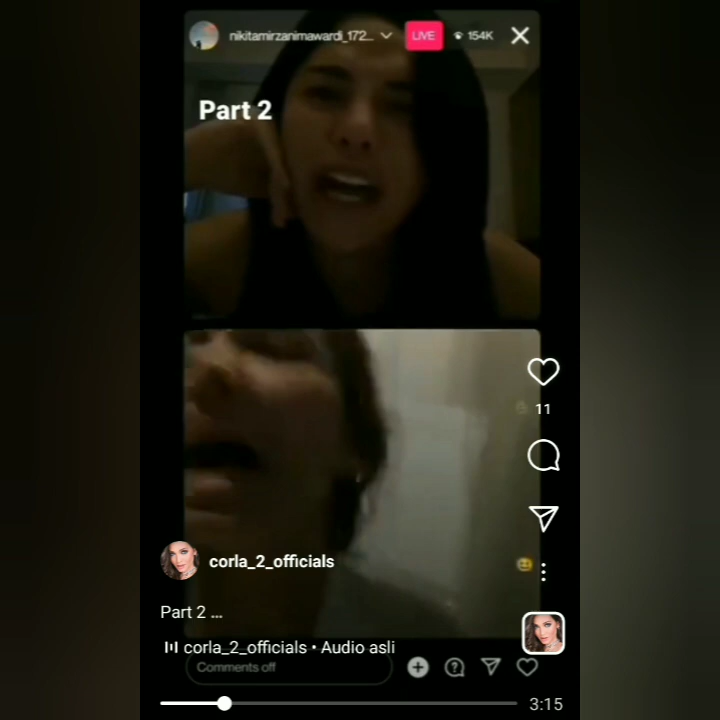 nikitamirzanimawardi_172...
LIVE
154K
Part 2
11
corla_2_officials
Part 2 ...
corla_2_officials • Audio asli
Comments off
3:15